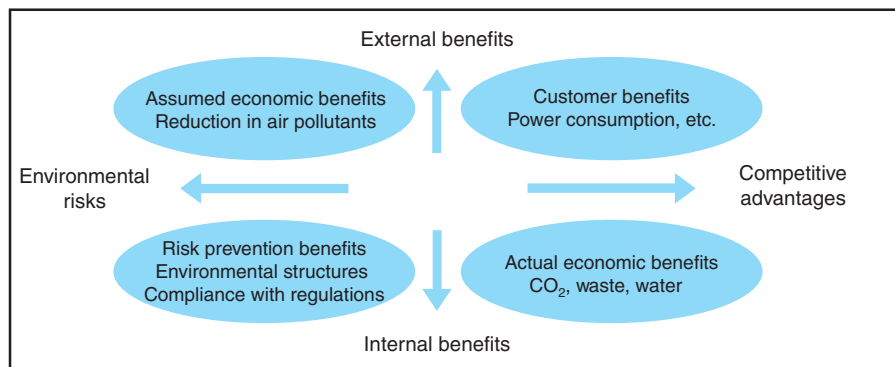 External benefits
Assumed economic benefits
Reduction in air pollutants
Customer benefits
Power consumption, etc.
Environmental
risks
Competitive
advantages
Risk prevention benefits
Environmental structures
Compliance with regulations
Actual economic benefits
CO₂, waste, water
Internal benefits